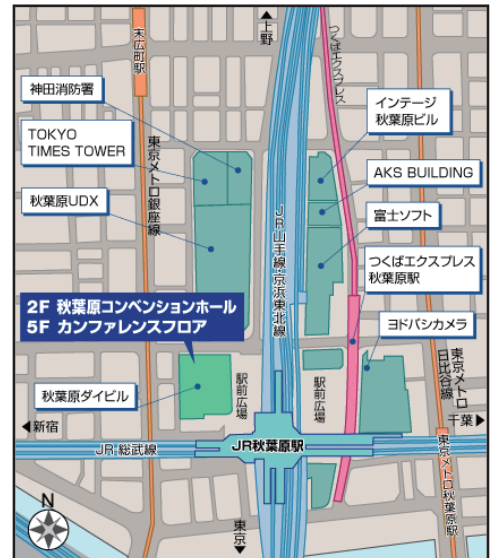 ▲
上野
末広町駅
つくばエクスプレス
神田消防署
インテージ
秋葉原ビル
TOKYO
TIMES TOWER
東京メトロ銀座線
AKS BUILDING
秋葉原UDX
JR山手線・京浜東北線
富士ソフト
つくばエクスプレス
秋葉原駅
2F 秋葉原コンベンションホール
5F カンファレンスフロア
ヨドバシカメラ
東京メトロ
日比谷線
秋葉原ダイビル
駅前広場
駅前広場
◀新宿
千葉▶
JR 総武線
JR秋葉原駅
東京メトロ秋葉原駅
N
東京
▼